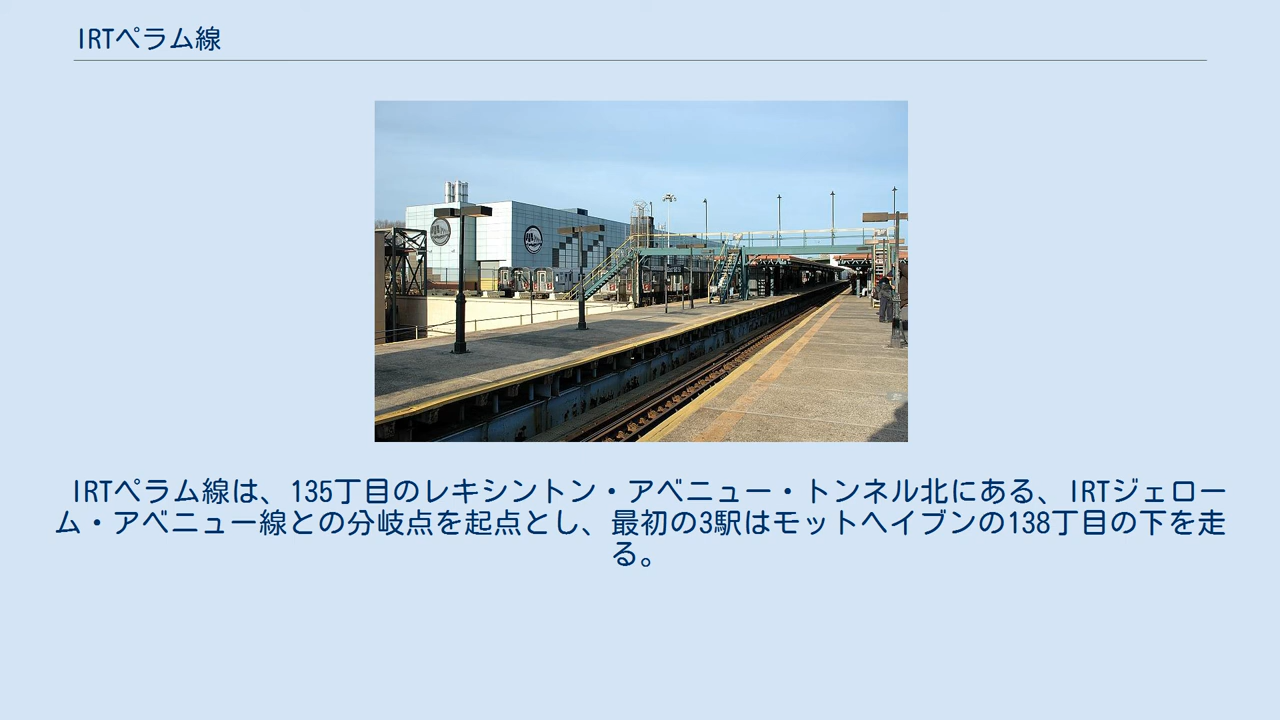 IRTペラム線
IRTペラム線は、135丁目のレキシントン・アベニュー・トンネル北にある、IRTジェロー
ム・アベニュー線との分岐点を起点とし、最初の3駅はモットヘイブンの138丁目の下を走
る。